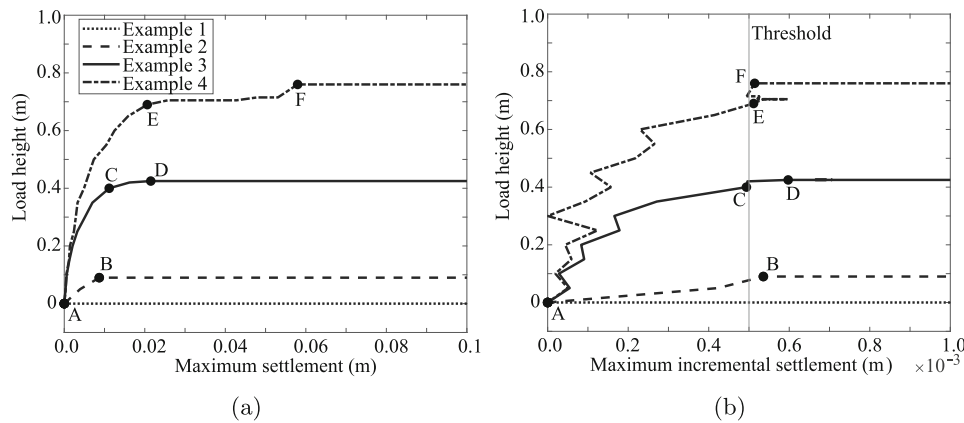 1.0
0.8
0.6
0.4
0.2
0
Load height (m)
Example 1
Example 2
Example 3
Example 4
A
B
C
D
E
F
0.0
0.02
0.04
0.06
0.08
0.1
Maximum settlement (m)
(a)
1.0
0.8
0.6
0.4
0.2
0
Load height (m)
Threshold
F
E
C
D
B
A
0.0
0.2
0.4
0.6
0.8
1.0
Maximum incremental settlement (m) ×10⁻³
(b)